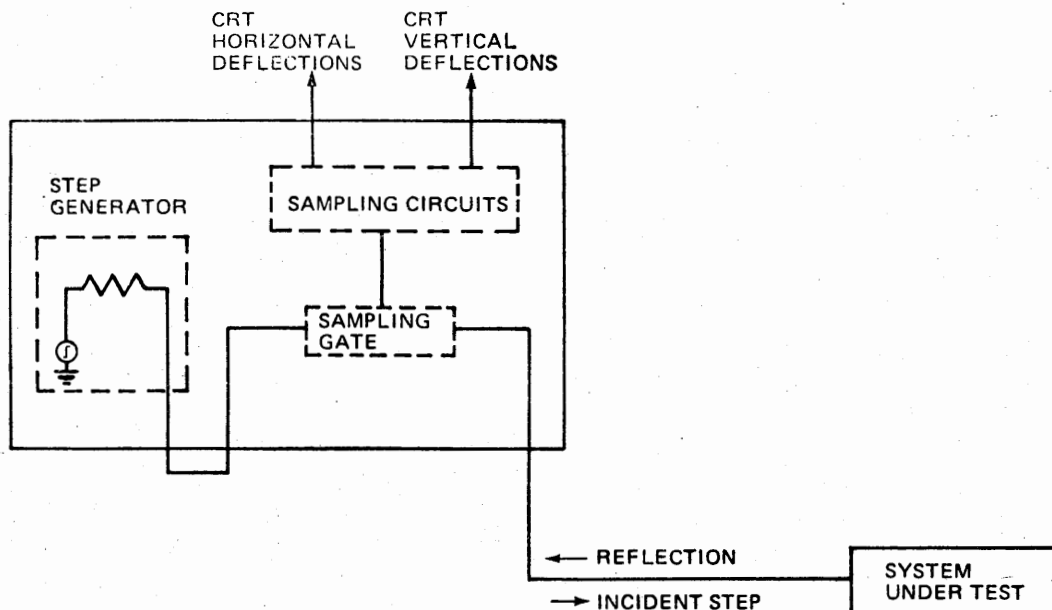 CRT
HORIZONTAL
DEFLECTIONS
CRT
VERTICAL
DEFLECTIONS
STEP
GENERATOR
SAMPLING CIRCUITS
SAMPLING
GATE
REFLECTION
INCIDENT STEP
SYSTEM
UNDER TEST